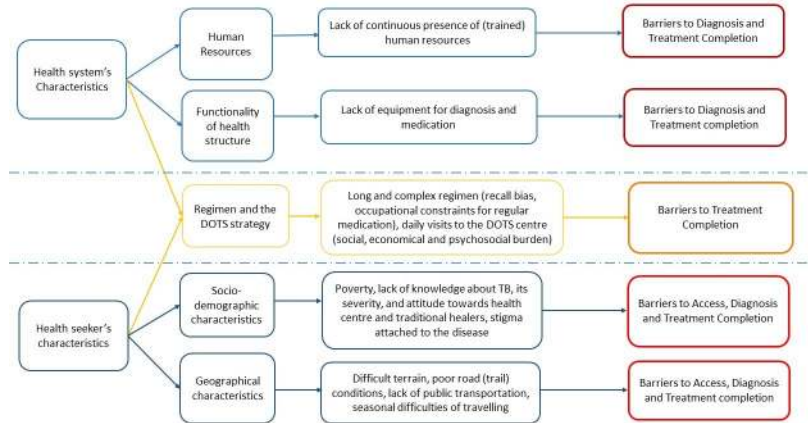 Human
Resources
Lack of continuous presence of (trained)
human resources
Barriers to Diagnosis and
Treatment Completion
Health system's
Characteristics
Functionality
of health
structure
Lack of equipment for diagnosis and
medication
Barriers to Diagnosis and
Treatment completion
Regimen and the
DOTS strategy
Long and complex regimen (recall bias,
occupational constraints for regular
medication), daily visits to the DOTS centre
(social, economical and psychosocial burden)
Barriers to Treatment
Completion
Socio-
demographic
characteristics
Poverty, lack of knowledge about TB, its
severity, and attitude towards health
centre and traditional healers, stigma
attached to the disease
Barriers to Access, Diagnosis
and Treatment Completion
Health seeker's
characteristics
Geographical
characteristics
Difficult terrain, poor road (trail)
conditions, lack of public transportation,
seasonal difficulties of travelling
Barriers to Access, Diagnosis
and Treatment completion